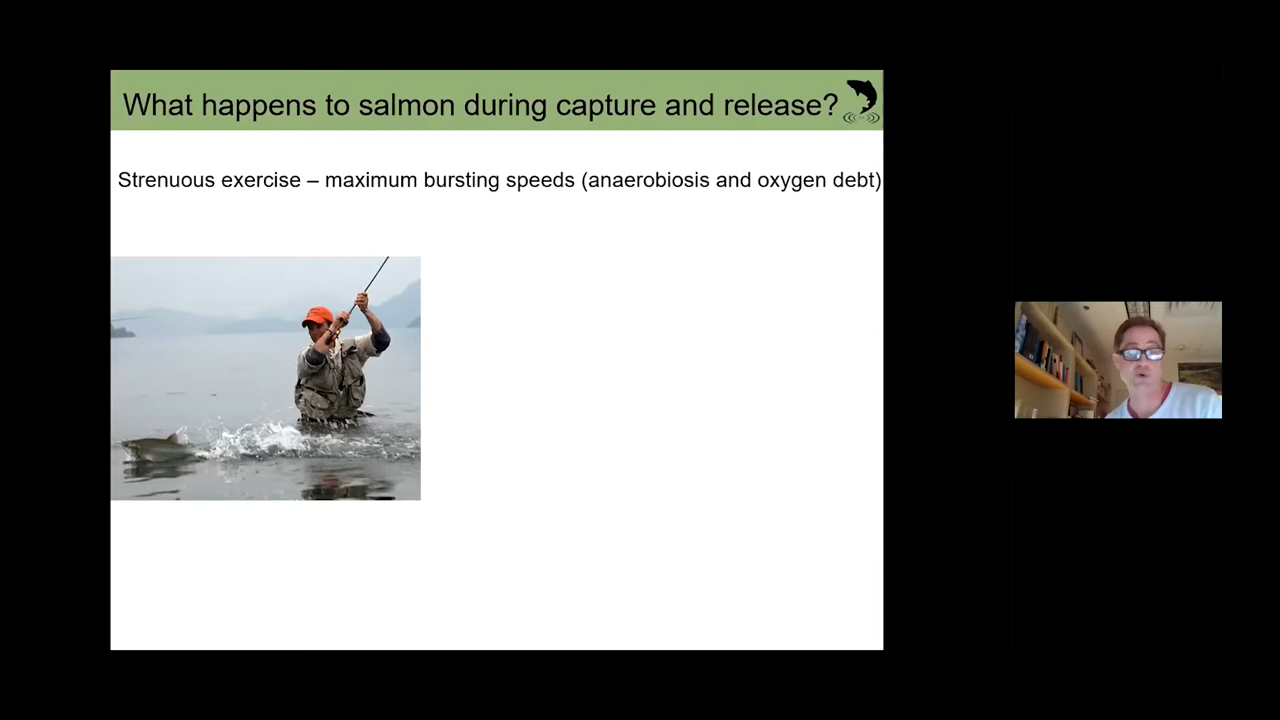 What happens to salmon during capture and release?
Strenuous exercise – maximum bursting speeds (anaerobiosis and oxygen debt)